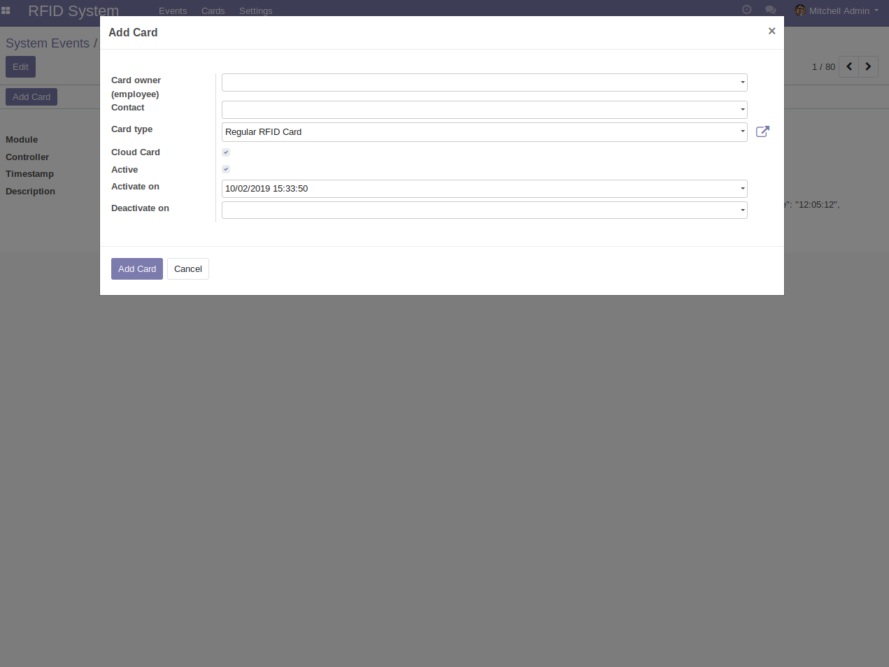 RFID System
Events Cards Settings
Mitchell Admin
System Events /
Edit
1 / 80
Add Card
Module
Controller
Timestamp
Description
": "12:05:12",
Add Card
×
Card owner
(employee)
Contact
Card type
Regular RFID Card
Cloud Card
Active
Activate on
10/02/2019 15:33:50
Deactivate on
Add Card
Cancel